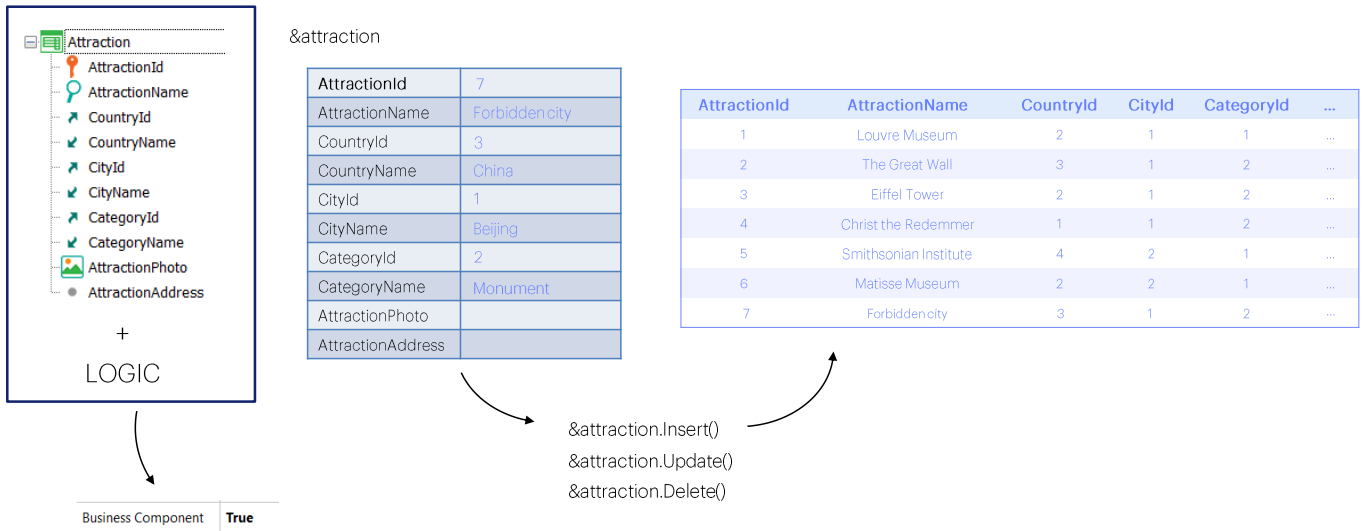 Attraction
AttractionId
AttractionName
CountryId
CountryName
CityId
CityName
CategoryId
CategoryName
AttractionPhoto
AttractionAddress
+
LOGIC
Business Component True
&attraction
AttractionId 7
AttractionName Forbidden city
CountryId 3
CountryName China
CityId 1
CityName Beijing
CategoryId 2
CategoryName Monument
AttractionPhoto
AttractionAddress
&attraction.Insert()
&attraction.Update()
&attraction.Delete()
AttractionId AttractionName CountryId CityId CategoryId ...
1 Louvre Museum 2 1 1 ...
2 The Great Wall 3 1 2 ...
3 Eiffel Tower 2 1 2 ...
4 Christ the Redemmer 1 1 2 ...
5 Smithsonian Institute 4 2 1 ...
6 Matisse Museum 2 2 1 ...
7 Forbidden city 3 1 2 ...